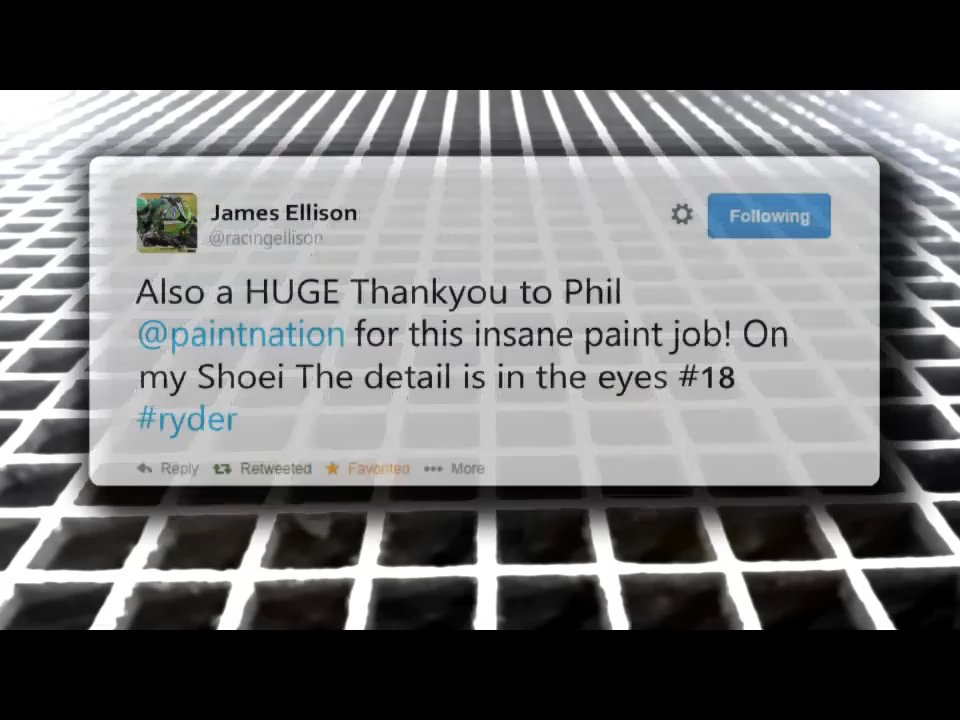 James Ellison
@racingellison
Following
Also a HUGE Thankyou to Phil
@paintnation for this insane paint job! On
my Shoei The detail is in the eyes #18
#ryder
Reply Retweeted Favorited More